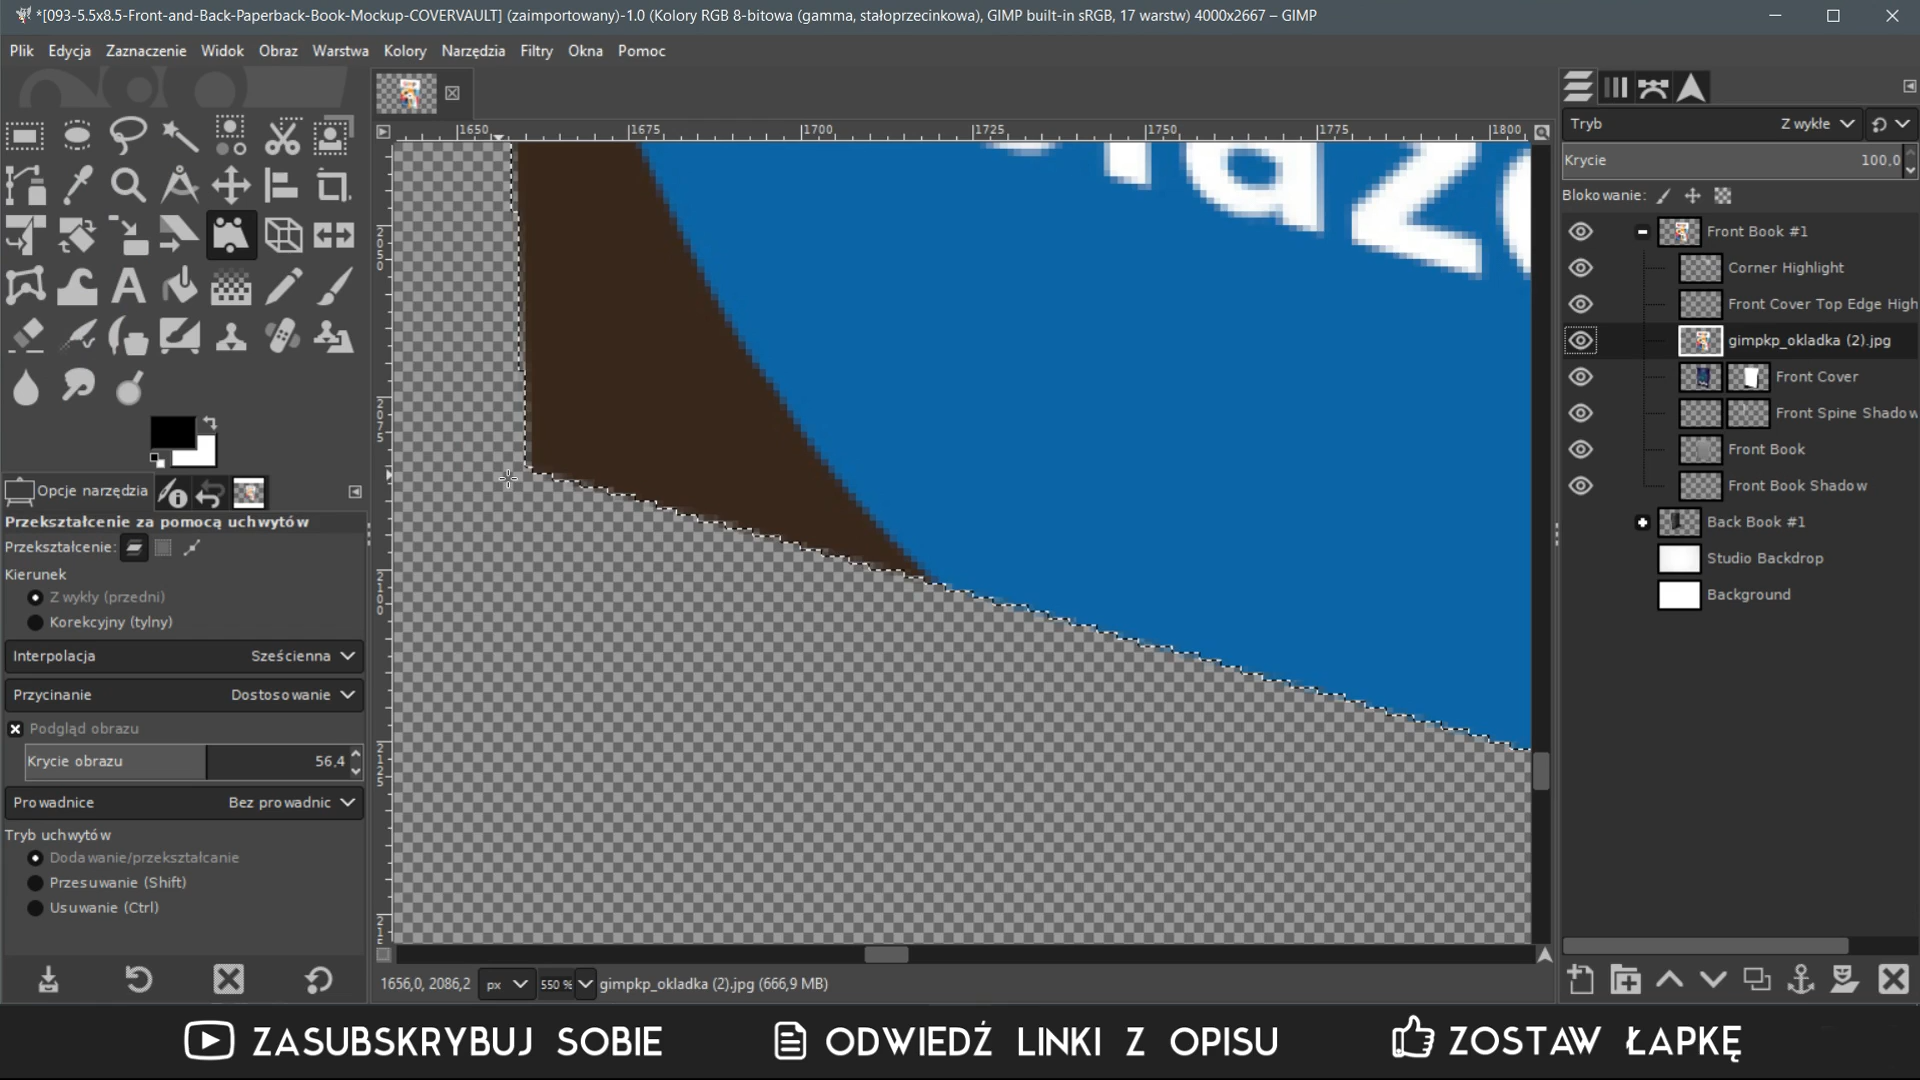 *[093-5.5x8.5-Front-and-Back-Paperback-Book-Mockup-COVERVAULT] (zaimportowany)-1.0 (Kolory RGB 8-bitowa (gamma, stałoprzecinkowa), GIMP built-in sRGB, 17 warstw) 4000x2667 – GIMP
Plik Edycja Zaznaczenie Widok Obraz Warstwa Kolory Narzędzia Filtry Okna Pomoc
1650 1675 1700 1725 1750 1775 1800
2050
2075
2100
2125
Opcje narzędzia
Przekształcenie za pomocą uchwytów
Przekształcenie:
Kierunek
Zwykły (przedni)
Korekcyjny (tylny)
Interpolacja Sześcienna
Przycinanie Dostosowanie
Podgląd obrazu
Krycie obrazu 56,4
Prowadnice Bez prowadnic
Tryb uchwytów
Dodawanie/przekształcanie
Przesuwanie (Shift)
Usuwanie (Ctrl)
1656,0, 2086,2 px 550 % gimpkp_okladka (2).jpg (666,9 MB)
Tryb Zwykłe
Krycie 100,0
Blokowanie:
Front Book #1
Corner Highlight
Front Cover Top Edge High
gimpkp_okladka (2).jpg
Front Cover
Front Spine Shadow
Front Book
Front Book Shadow
Back Book #1
Studio Backdrop
Background
ZASUBSKRYBUJ SOBIE
ODWIEDŹ LINKI Z OPISU
ZOSTAW ŁAPKĘ